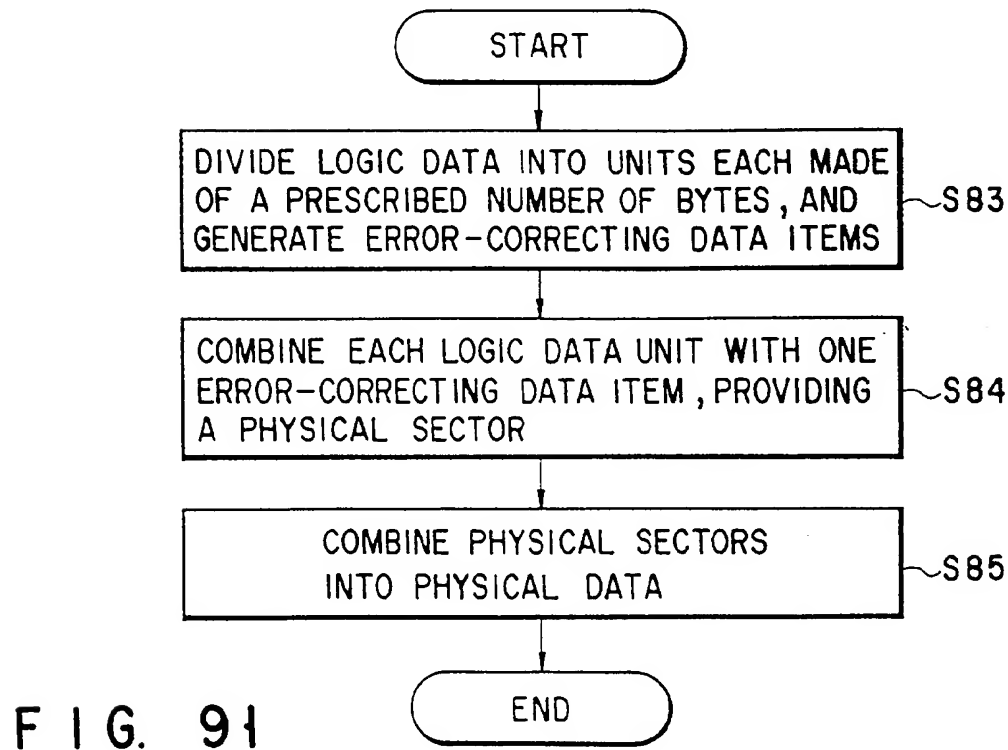 START
DIVIDE LOGIC DATA INTO UNITS EACH MADE
OF A PRESCRIBED NUMBER OF BYTES, AND
GENERATE ERROR-CORRECTING DATA ITEMS
S83
COMBINE EACH LOGIC DATA UNIT WITH ONE
ERROR-CORRECTING DATA ITEM, PROVIDING
A PHYSICAL SECTOR
S84
COMBINE PHYSICAL SECTORS
INTO PHYSICAL DATA
S85
END
FIG. 91